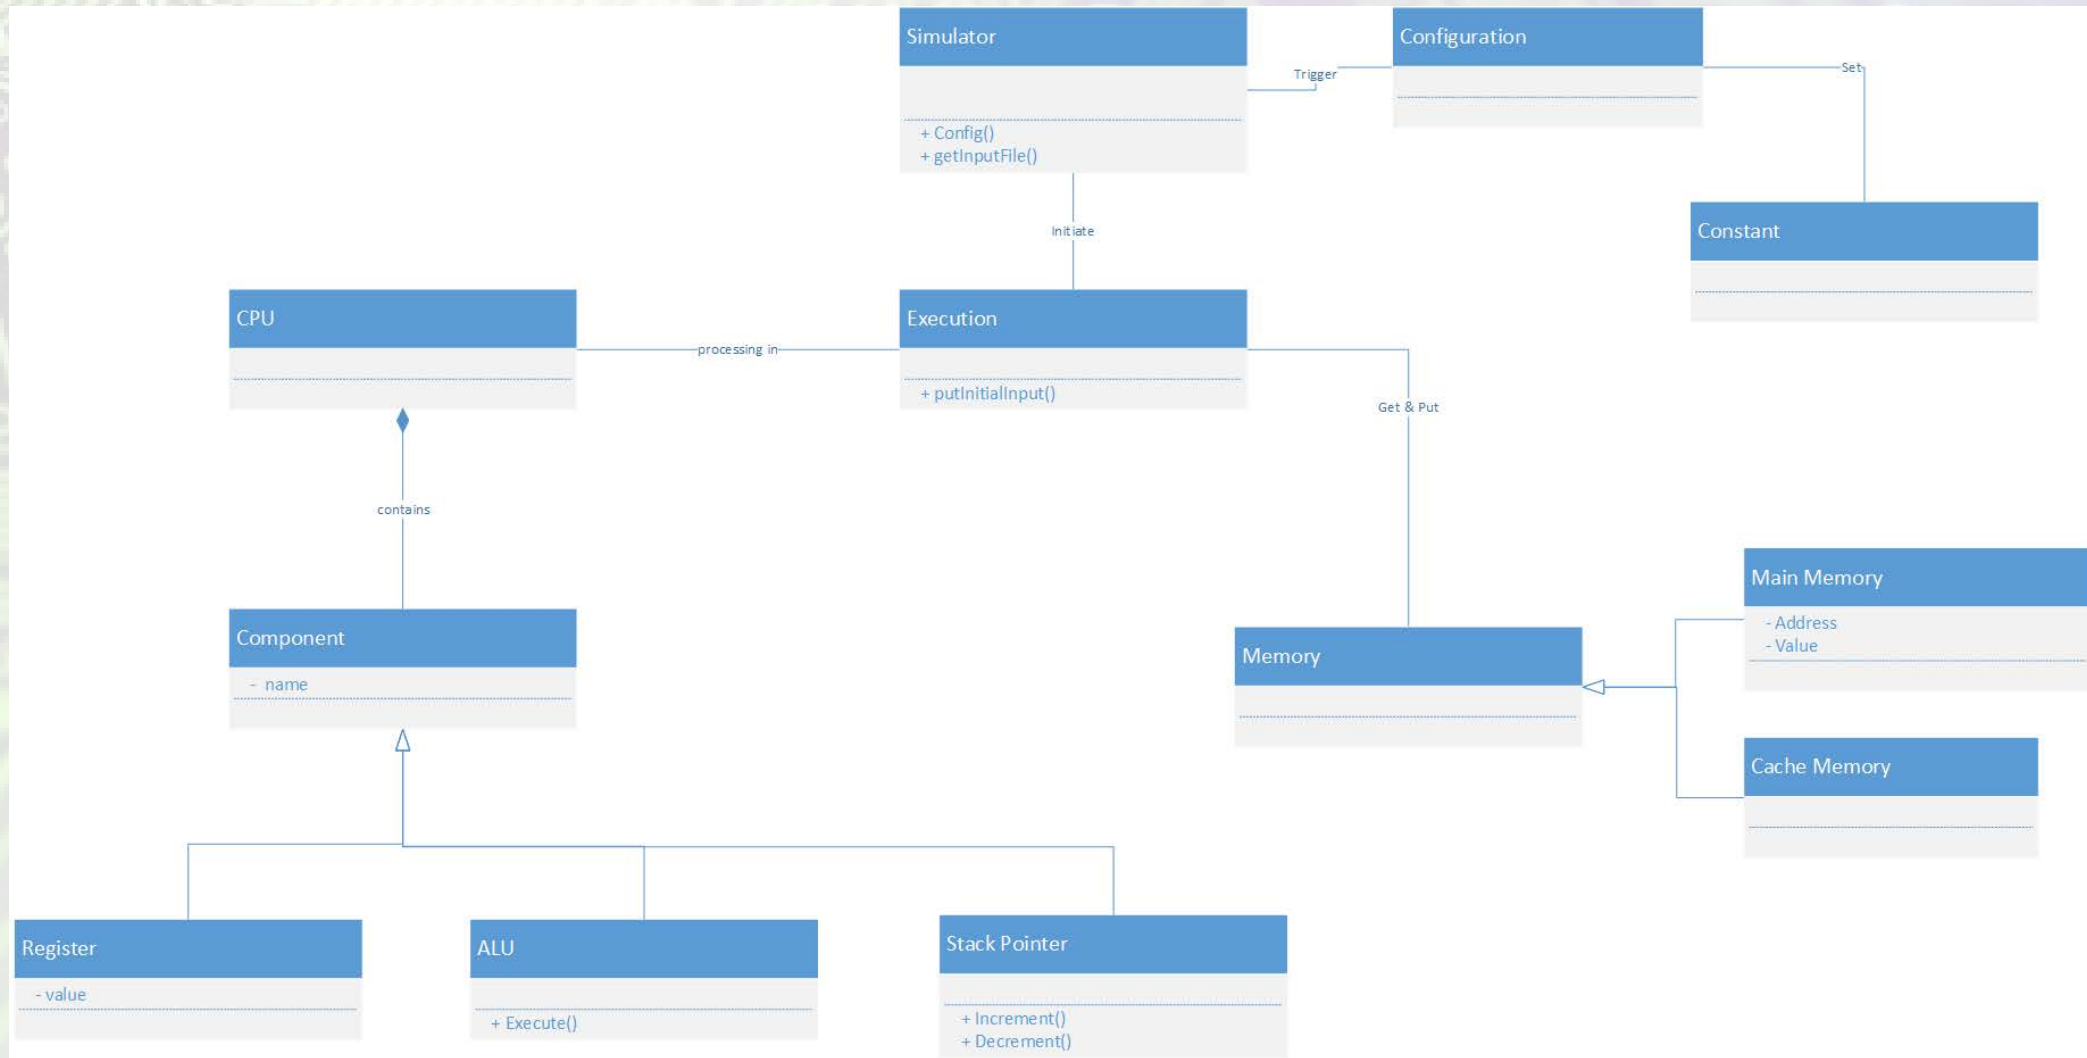 Simulator
+ Config()
+ getInputFile()
Trigger
Configuration
Set
Constant
Initiate
CPU
processing in
Execution
+ putInitialInput()
Get & Put
contains
Component
- name
Memory
Main Memory
- Address
- Value
Cache Memory
Register
- value
ALU
+ Execute()
Stack Pointer
+ Increment()
+ Decrement()